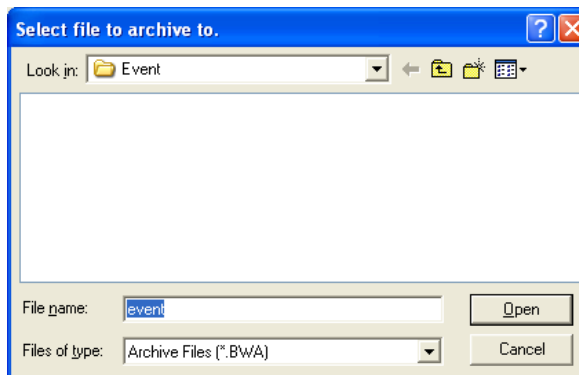 Select file to archive to.
Look in: Event
File name: event Open
Files of type: Archive Files (*.BWA) Cancel